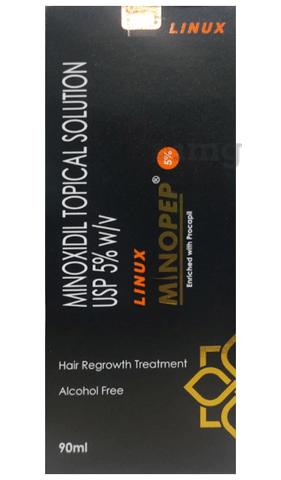 LINUX
MINOXIDIL TOPICAL SOLUTION
USP 5% w/v
LINUX
MINOPEP® 5%
Enriched with Procapil
Hair Regrowth Treatment
Alcohol Free
90ml